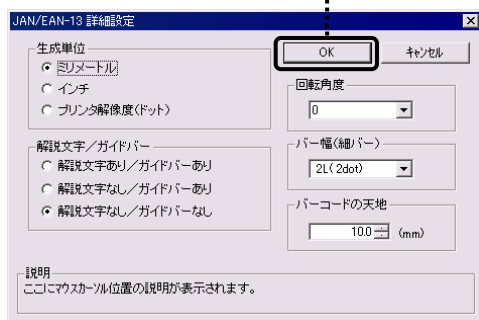 JAN/EAN-13 詳細設定
生成単位
ミリメートル
インチ
プリンタ解像度(ドット)
解説文字/ガイドバー
解説文字あり/ガイドバーあり
解説文字なし/ガイドバーあり
解説文字なし/ガイドバーなし
OK
キャンセル
回転角度
0
バー幅(細バー)
2L( 2dot)
バーコードの天地
10.0 (mm)
説明
ここにマウスカーソル位置の説明が表示されます。